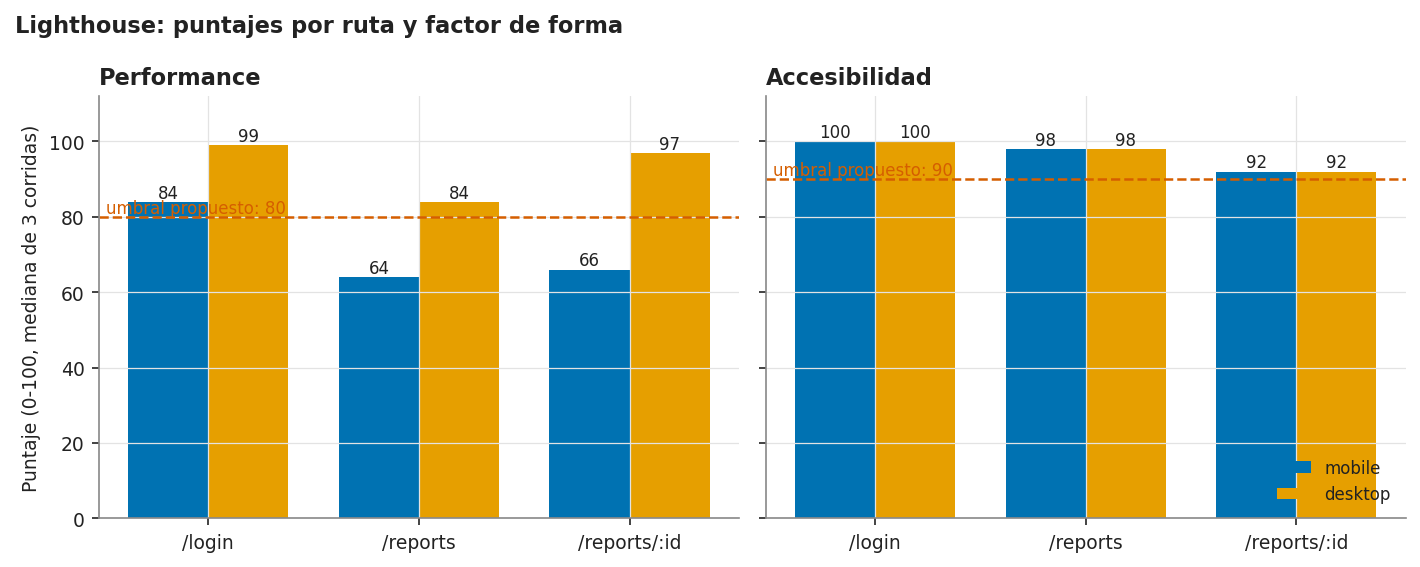 Lighthouse: puntajes por ruta y factor de forma
Performance
Puntaje (0-100, mediana de 3 corridas)
100
80
60
40
20
0
84
99
64
84
66
97
umbral propuesto: 80
/login
/reports
/reports/:id
Accesibilidad
100
100
98
98
92
92
umbral propuesto: 90
mobile
desktop
/login
/reports
/reports/:id